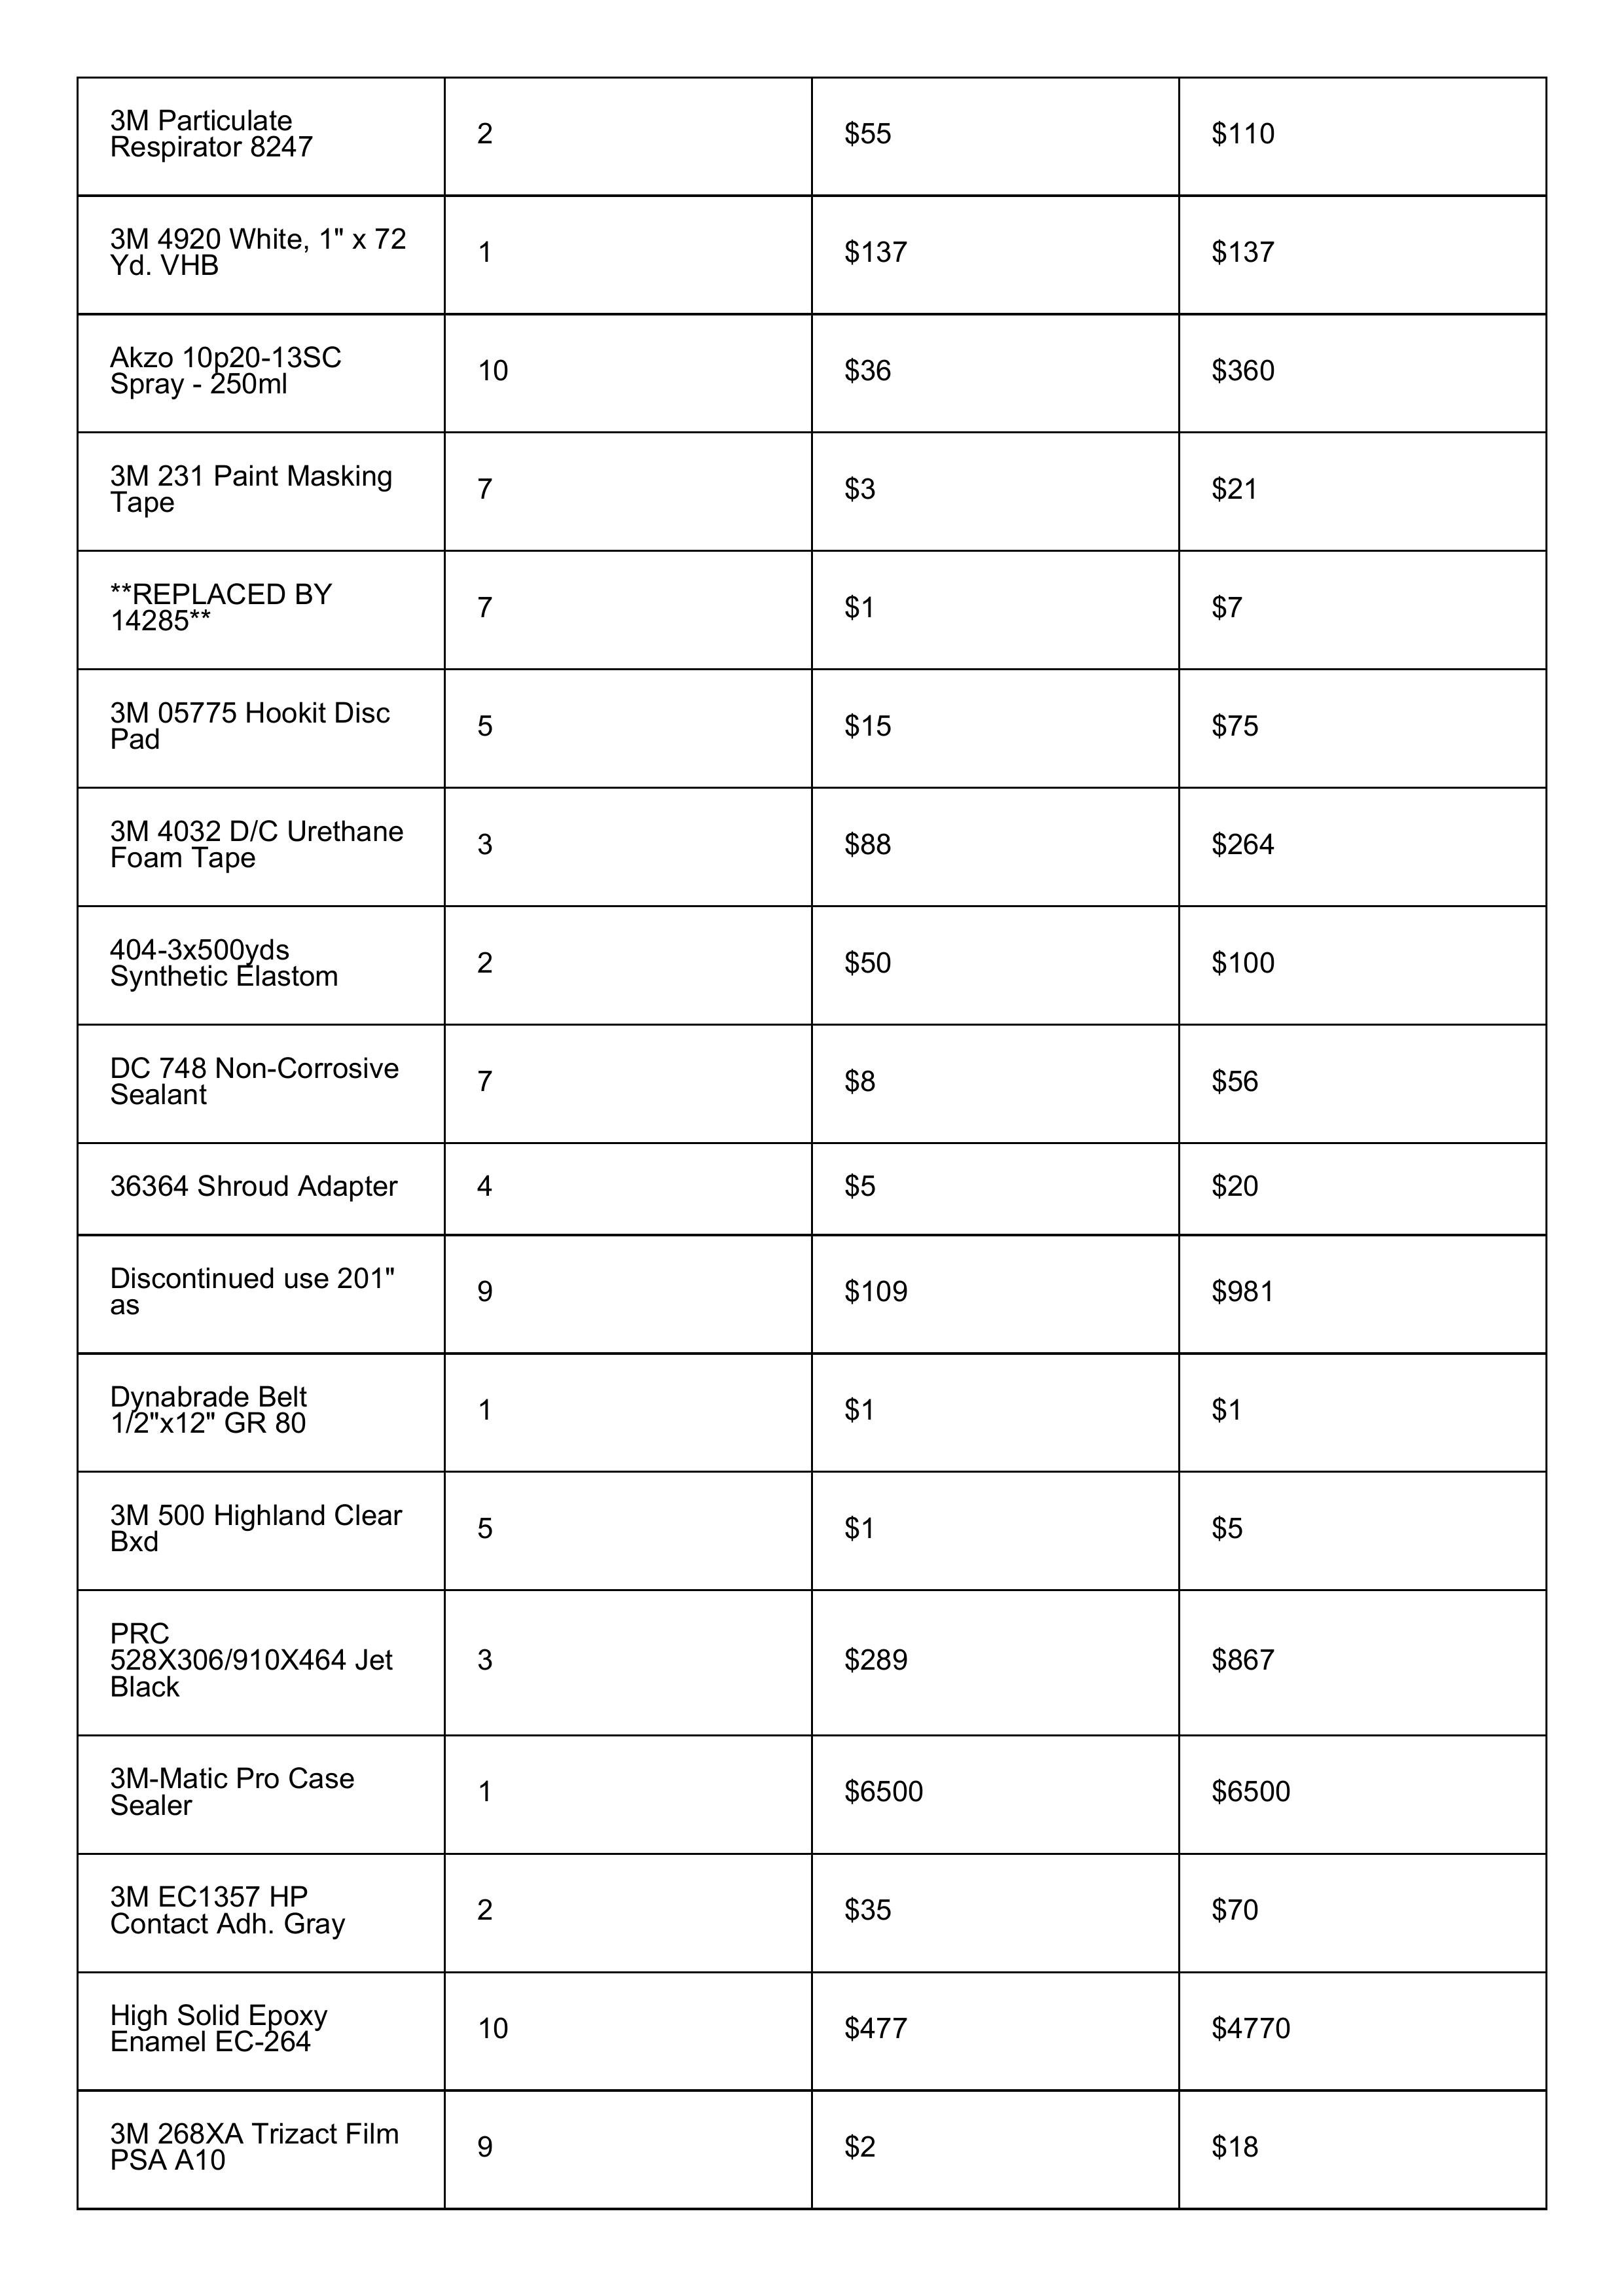 3M Particulate
Respirator 8247
2
$55
$110
3M 4920 White, 1" x 72
Yd. VHB
1
$137
$137
Akzo 10p20-13SC
Spray - 250ml
10
$36
$360
3M 231 Paint Masking
Tape
7
$3
$21
**REPLACED BY
14285**
7
$1
$7
3M 05775 Hookit Disc
Pad
5
$15
$75
3M 4032 D/C Urethane
Foam Tape
3
$88
$264
404-3x500yds
Synthetic Elastom
2
$50
$100
DC 748 Non-Corrosive
Sealant
7
$8
$56
36364 Shroud Adapter
4
$5
$20
Discontinued use 201"
as
9
$109
$981
Dynabrade Belt
1/2"x12" GR 80
1
$1
$1
3M 500 Highland Clear
Bxd
5
$1
$5
PRC
528X306/910X464 Jet
Black
3
$289
$867
3M-Matic Pro Case
Sealer
1
$6500
$6500
3M EC1357 HP
Contact Adh. Gray
2
$35
$70
High Solid Epoxy
Enamel EC-264
10
$477
$4770
3M 268XA Trizact Film
PSA A10
9
$2
$18